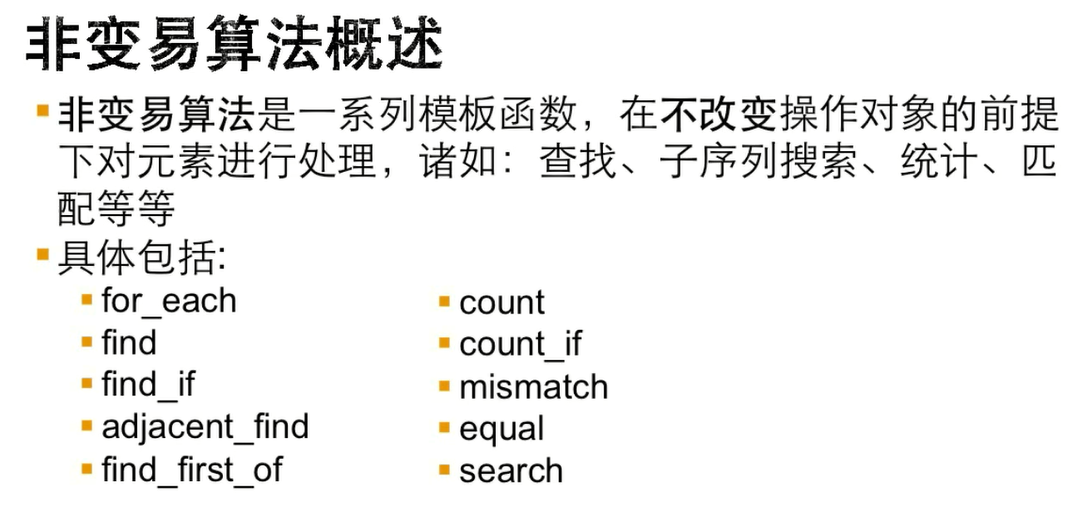 非变易算法概述
非变易算法是一系列模板函数，在不改变操作对象的前提
下对元素进行处理，诸如：查找、子序列搜索、统计、匹
配等等
具体包括:
for_each
find
find_if
adjacent_find
find_first_of
count
count_if
mismatch
equal
search